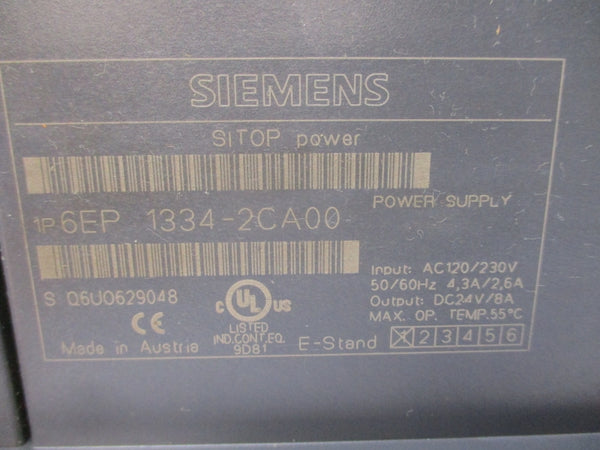 SIEMENS
SITOP power
POWER SUPPLY
1P 6EP 1334-2CA00
S Q6U0629048
Input: AC120/230V
50/60Hz 4,3A/2,6A
Output: DC24V/8A
MAX. OP. TEMP.55°C
CE
Made in Austria
C UL US
LISTED
IND.CONT.EQ.
9D81
E-Stand 2 3 4 5 6